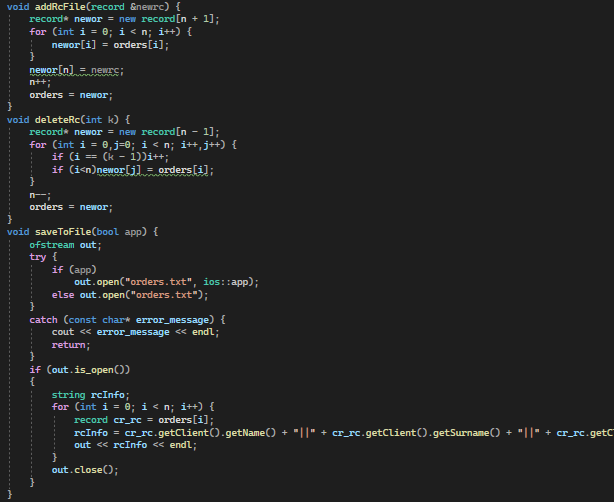 void addRcFile(record &newrc) {
    record* newor = new record[n + 1];
    for (int i = 0; i < n; i++) {
        newor[i] = orders[i];
    }
    newor[n] = newrc;
    n++;
    orders = newor;
}
void deleteRc(int k) {
    record* newor = new record[n - 1];
    for (int i = 0,j=0; i < n; i++,j++) {
        if (i == (k - 1))i++;
        if (i<n)newor[j] = orders[i];
    }
    n--;
    orders = newor;
}
void saveToFile(bool app) {
    ofstream out;
    try {
        if (app)
            out.open("orders.txt", ios::app);
        else out.open("orders.txt");
    }
    catch (const char* error_message) {
        cout << error_message << endl;
        return;
    }
    if (out.is_open())
    {
        string rcInfo;
        for (int i = 0; i < n; i++) {
            record cr_rc = orders[i];
            rcInfo = cr_rc.getClient().getName() + "||" + cr_rc.getClient().getSurname() + "||" + cr_rc.getCl
            out << rcInfo << endl;
        }
        out.close();
    }
}